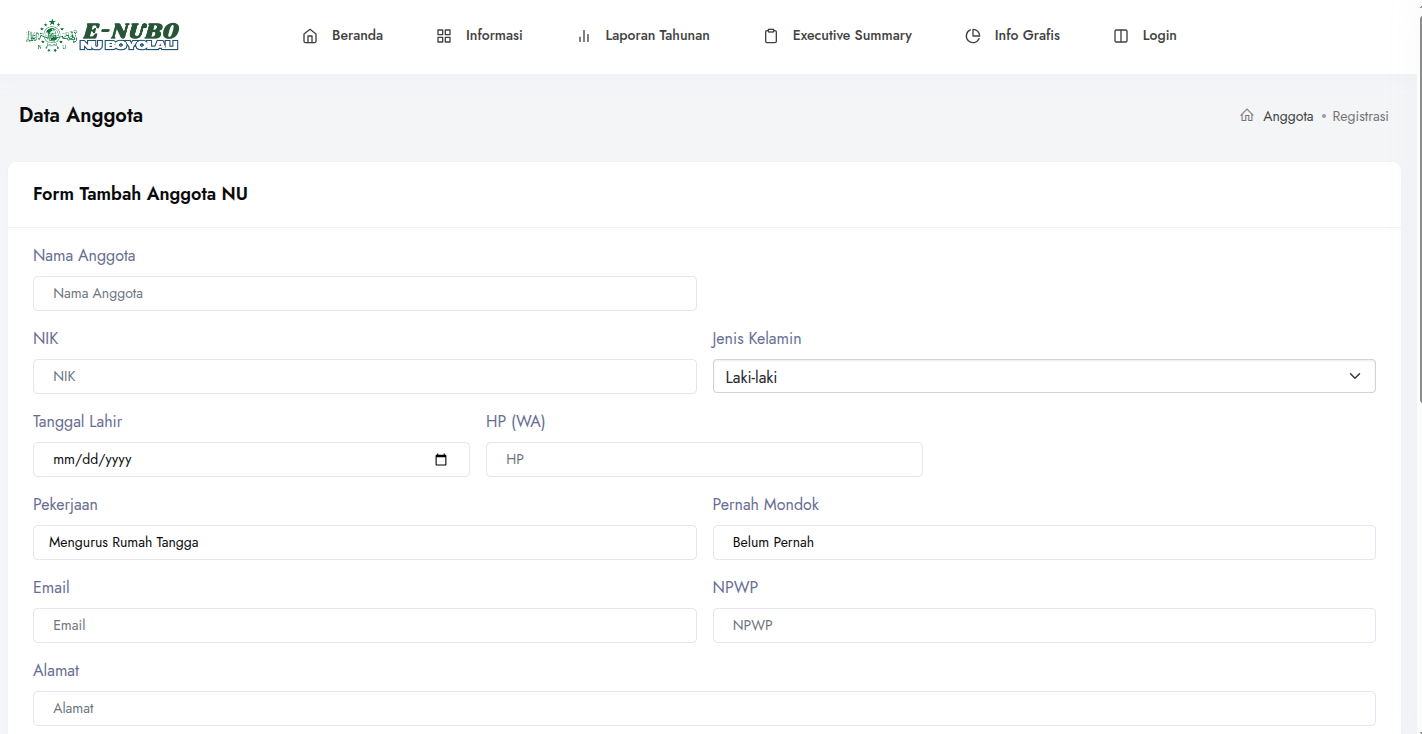 E-NUBO
NU BOYOLALI
N U
Beranda
Informasi
Laporan Tahunan
Executive Summary
Info Grafis
Login
Data Anggota
Anggota • Registrasi
Form Tambah Anggota NU
Nama Anggota
Nama Anggota
NIK
Jenis Kelamin
NIK
Laki-laki
Tanggal Lahir
HP (WA)
mm/dd/yyyy
HP
Pekerjaan
Pernah Mondok
Mengurus Rumah Tangga
Belum Pernah
Email
NPWP
Email
NPWP
Alamat
Alamat